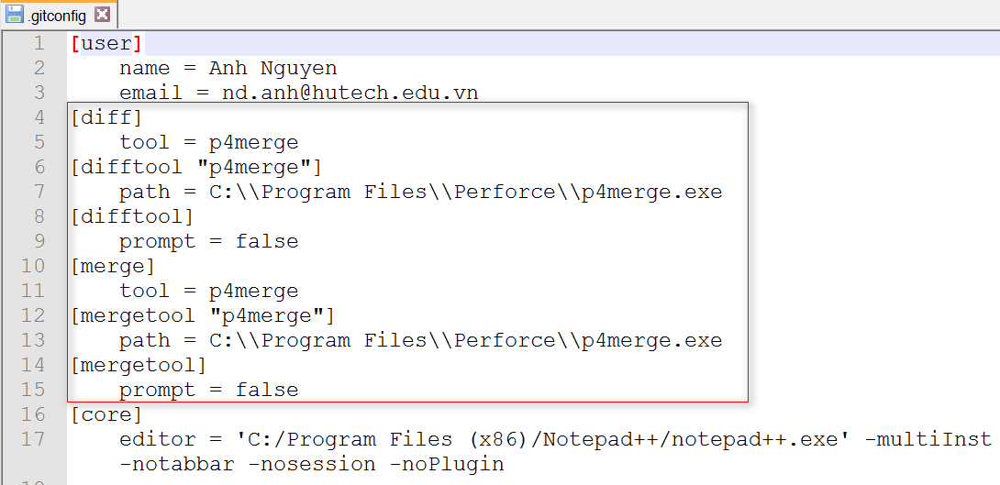 .gitconfig
1 [user]
2 name = Anh Nguyen
3 email = nd.anh@hutech.edu.vn
4 [diff]
5 tool = p4merge
6 [difftool "p4merge"]
7 path = C:\\Program Files\\Perforce\\p4merge.exe
8 [difftool]
9 prompt = false
10 [merge]
11 tool = p4merge
12 [mergetool "p4merge"]
13 path = C:\\Program Files\\Perforce\\p4merge.exe
14 [mergetool]
15 prompt = false
16 [core]
17 editor = 'C:/Program Files (x86)/Notepad++/notepad++.exe' -multiInst
-notabbar -nosession -noPlugin